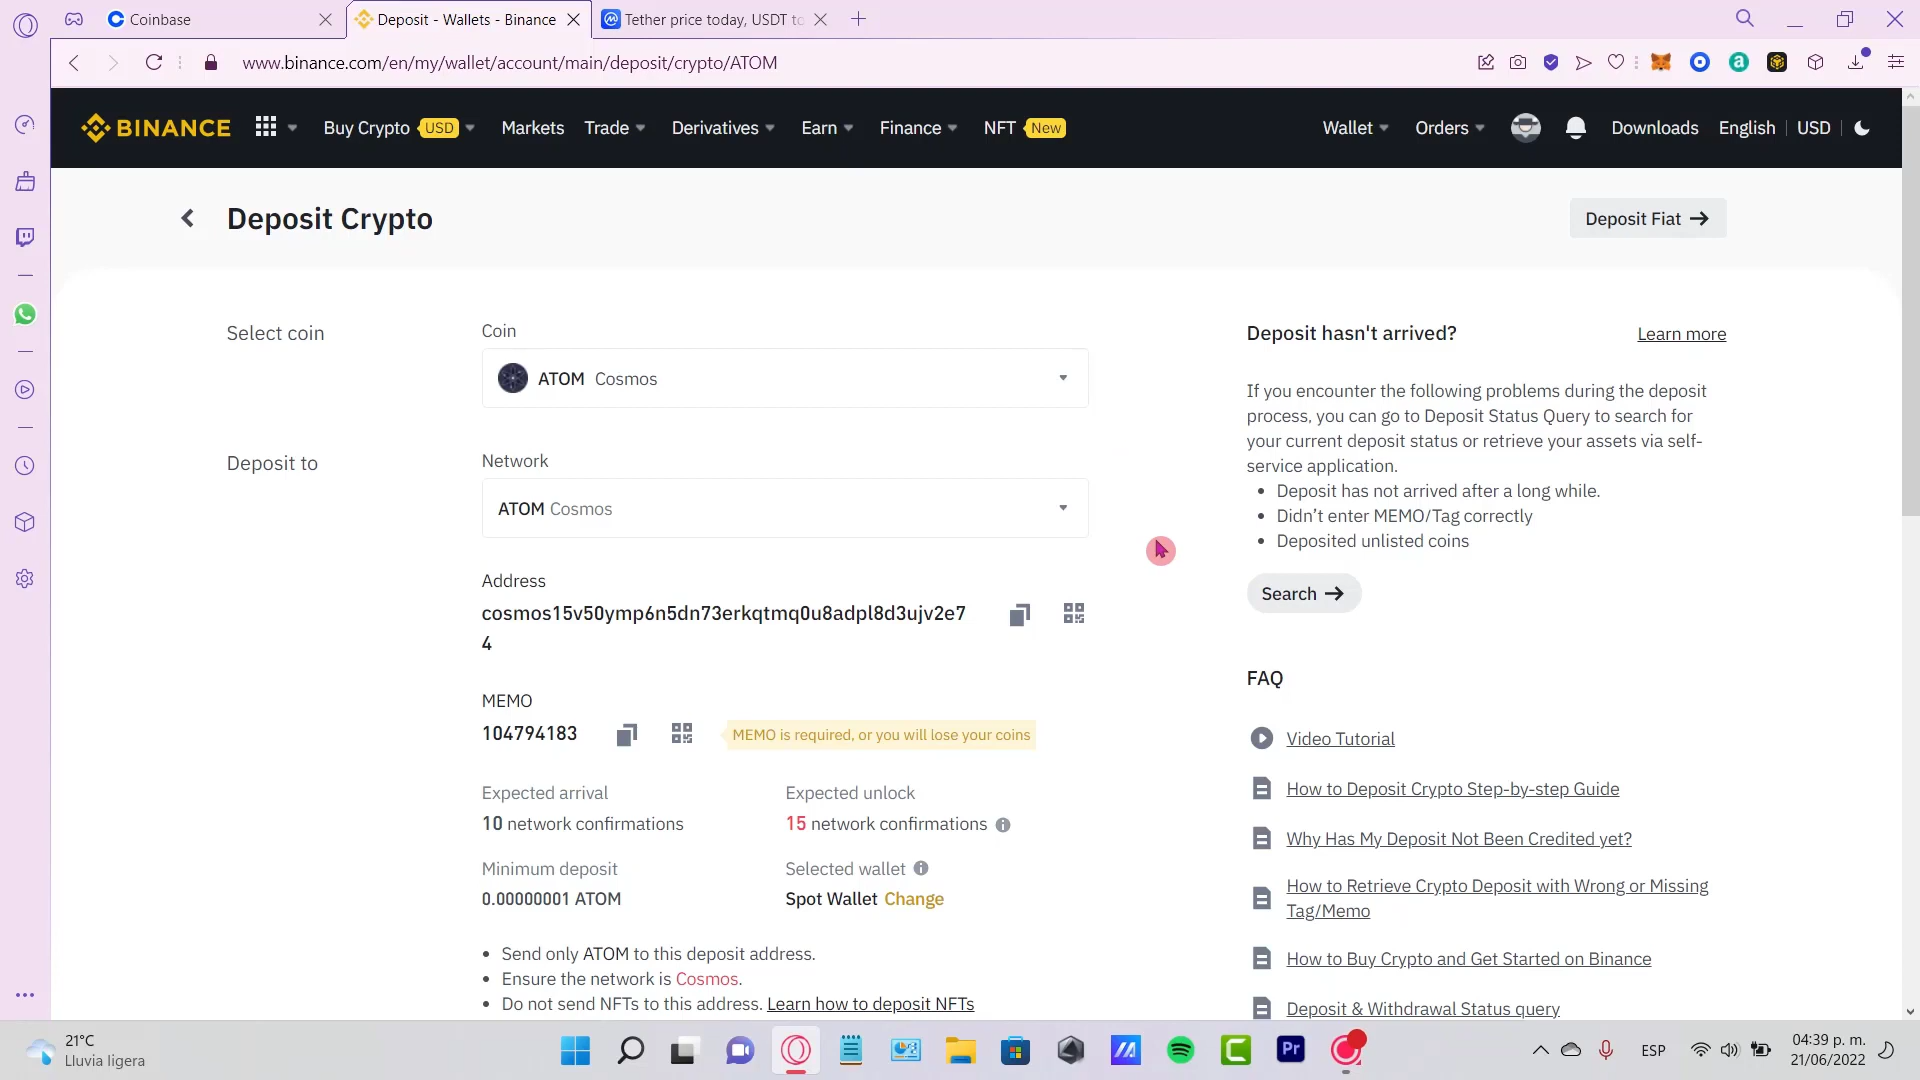 Coinbase
Deposit - Wallets - Binance
Tether price today, USDT to
www.binance.com/en/my/wallet/account/main/deposit/crypto/ATOM
BINANCE
Buy Crypto USD
Markets
Trade
Derivatives
Earn
Finance
NFT New
Wallet
Orders
Downloads
English
USD
Deposit Crypto
Deposit Fiat
Select coin
Coin
ATOM Cosmos
Deposit to
Network
ATOM Cosmos
Address
cosmos15v50ymp6n5dn73erkqtmq0u8adpl8d3ujv2e7
4
MEMO
104794183
MEMO is required, or you will lose your coins
Expected arrival
10 network confirmations
Expected unlock
15 network confirmations
Minimum deposit
0.00000001 ATOM
Selected wallet
Spot Wallet Change
• Send only ATOM to this deposit address.
• Ensure the network is Cosmos.
• Do not send NFTs to this address. Learn how to deposit NFTs
Deposit hasn't arrived?
Learn more
If you encounter the following problems during the deposit
process, you can go to Deposit Status Query to search for
your current deposit status or retrieve your assets via self-
service application.
• Deposit has not arrived after a long while.
• Didn’t enter MEMO/Tag correctly
• Deposited unlisted coins
Search
FAQ
Video Tutorial
How to Deposit Crypto Step-by-step Guide
Why Has My Deposit Not Been Credited yet?
How to Retrieve Crypto Deposit with Wrong or Missing
Tag/Memo
How to Buy Crypto and Get Started on Binance
Deposit & Withdrawal Status query
21°C
Lluvia ligera
Pr
ESP
04:39 p. m.
21/06/2022